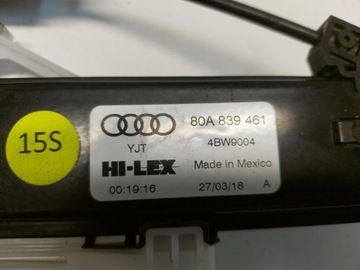 15S
80A 839 461
YJT
4BW9004
HI-LEX
Made in Mexico
00:19:16
27/03/18
A